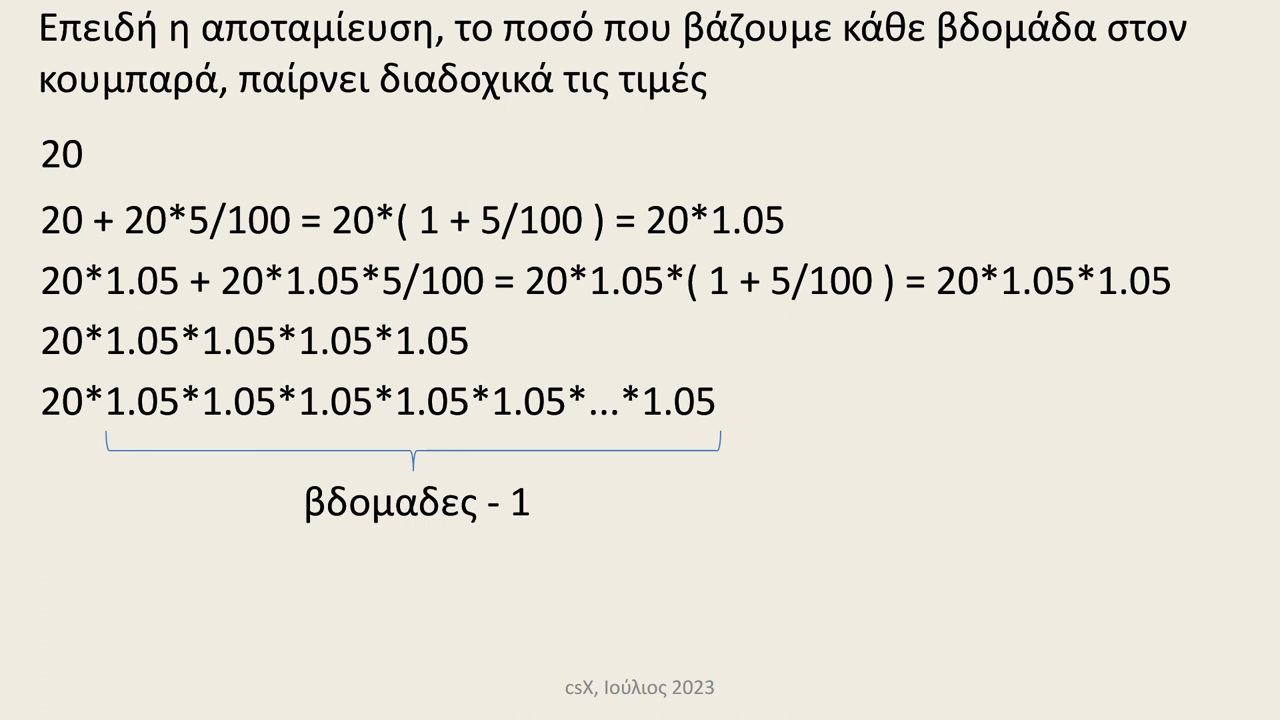 Επειδή η αποταμίευση, το ποσό που βάζουμε κάθε βδομάδα στον
κουμπαρά, παίρνει διαδοχικά τις τιμές
20
20 + 20*5/100 = 20*( 1 + 5/100 ) = 20*1.05
20*1.05 + 20*1.05*5/100 = 20*1.05*( 1 + 5/100 ) = 20*1.05*1.05
20*1.05*1.05*1.05*1.05
20*1.05*1.05*1.05*1.05*1.05*...*1.05
βδομαδες - 1
csX, Ιούλιος 2023